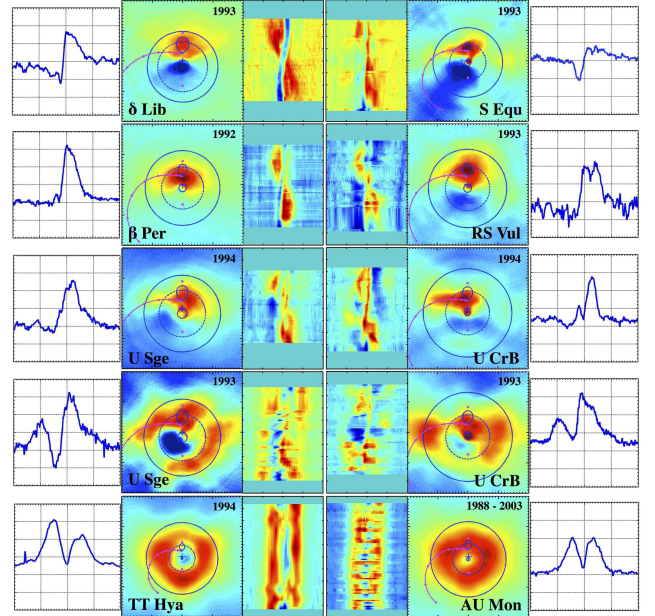 1993
δ Lib
1993
S Equ
1992
β Per
1993
RS Vul
1994
U Sge
1994
U CrB
1993
U Sge
1993
U CrB
1994
TT Hya
1988 - 2003
AU Mon